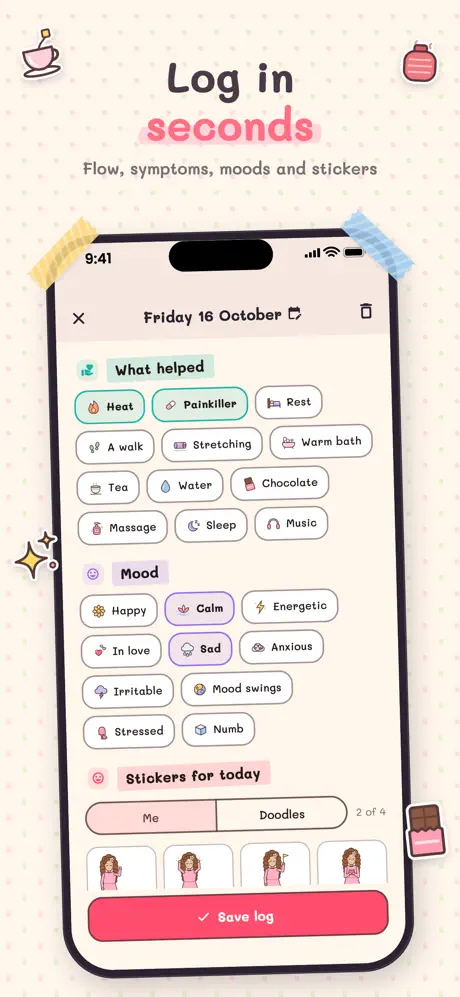 Log in
seconds
Flow, symptoms, moods and stickers
9:41
Friday 16 October
What helped
Heat Painkiller Rest
A walk Stretching Warm bath
Tea Water Chocolate
Massage Sleep Music
Mood
Happy Calm Energetic
In love Sad Anxious
Irritable Mood swings
Stressed Numb
Stickers for today
Me Doodles 2 of 4
Save log